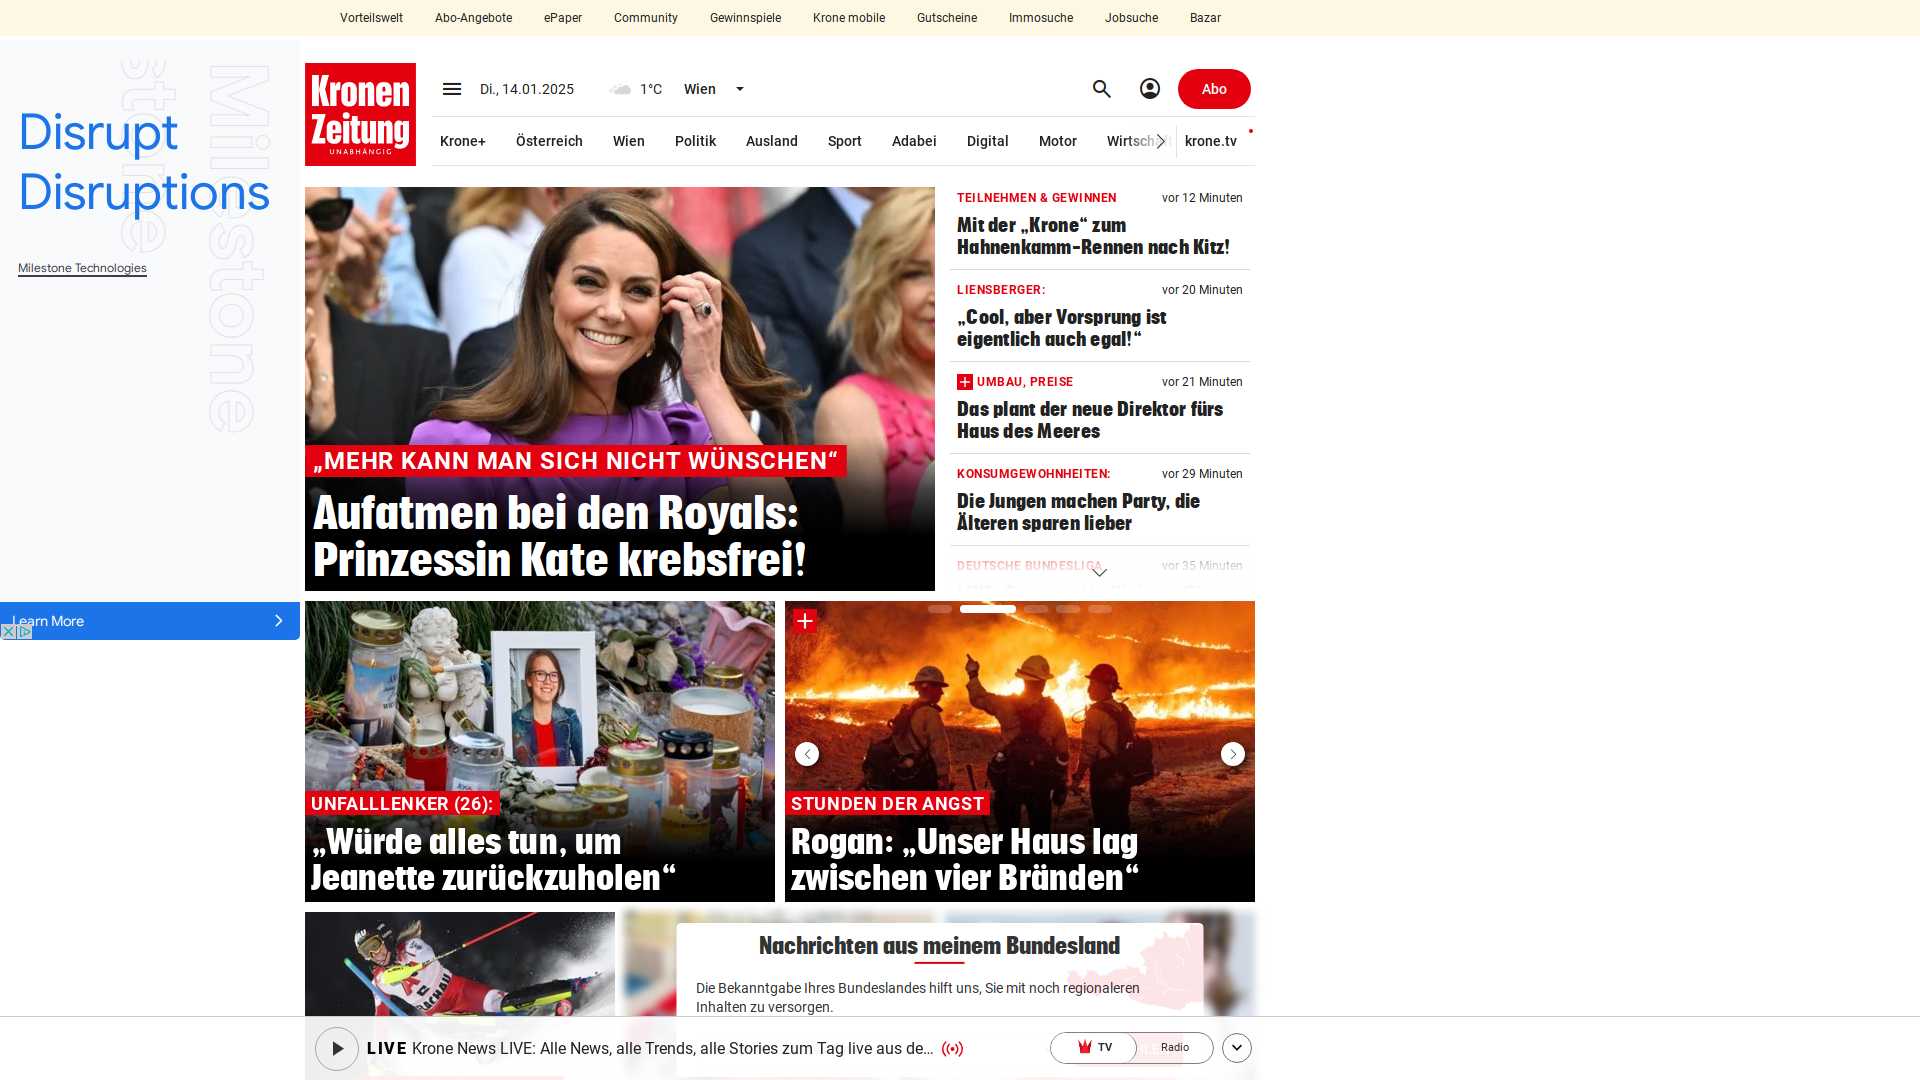 Vorteilswelt Abo-Angebote ePaper Community Gewinnspiele Krone mobile Gutscheine Immosuche Jobsuche Bazar
Milestone
store
Disrupt
Disruptions
Milestone Technologies
Learn More
Kronen
Zeitung
UNABHÄNGIG
Di., 14.01.2025 1°C Wien
Abo
Krone+ Österreich Wien Politik Ausland Sport Adabei Digital Motor Wirtschaft krone.tv
„MEHR KANN MAN SICH NICHT WÜNSCHEN“
Aufatmen bei den Royals:
Prinzessin Kate krebsfrei!
TEILNEHMEN & GEWINNEN vor 12 Minuten
Mit der „Krone“ zum
Hahnenkamm-Rennen nach Kitz!
LIENSBERGER: vor 20 Minuten
„Cool, aber Vorsprung ist
eigentlich auch egal!“
UMBAU, PREISE vor 21 Minuten
Das plant der neue Direktor fürs
Haus des Meeres
KONSUMGEWOHNHEITEN: vor 29 Minuten
Die Jungen machen Party, die
Älteren sparen lieber
DEUTSCHE BUNDESLIGA vor 35 Minuten
UNFALLLENKER (26):
„Würde alles tun, um
Jeanette zurückzuholen“
STUNDEN DER ANGST
Rogan: „Unser Haus lag
zwischen vier Bränden“
Nachrichten aus meinem Bundesland
Die Bekanntgabe Ihres Bundeslandes hilft uns, Sie mit noch regionaleren
Inhalten zu versorgen.
LIVE Krone News LIVE: Alle News, alle Trends, alle Stories zum Tag live aus de…
TV Radio